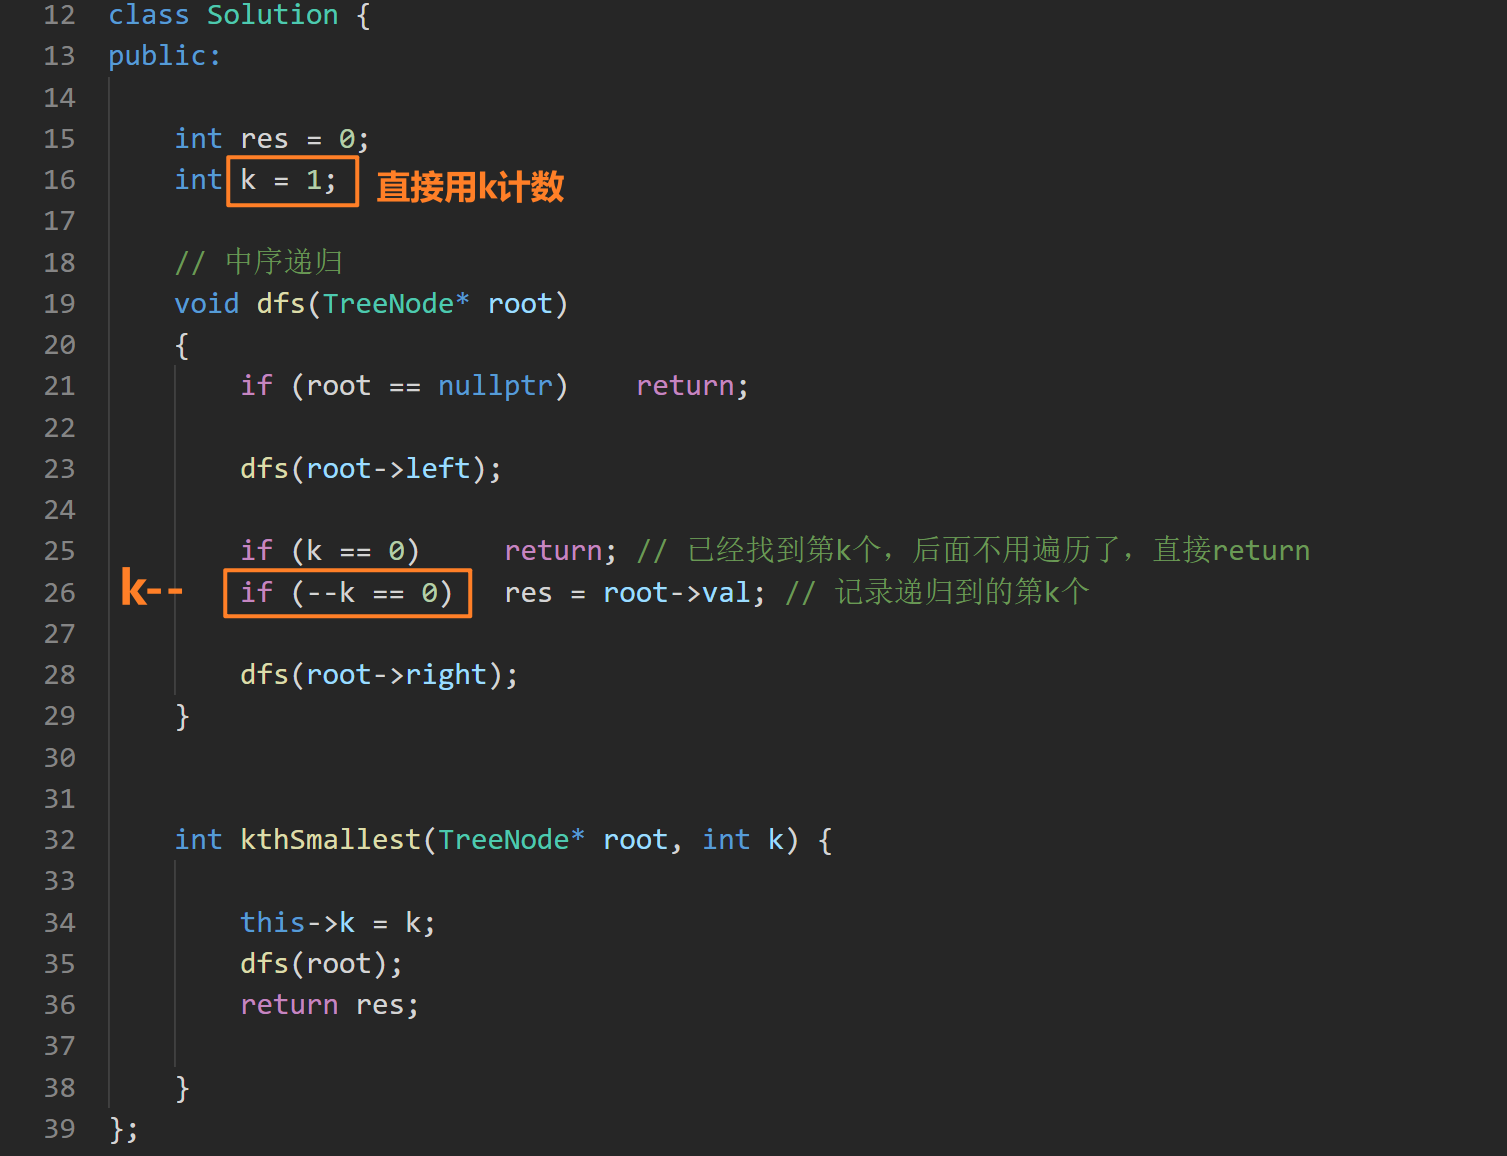 12 class Solution {
13 public:
14
15 int res = 0;
16 int k = 1; 直接用k计数
17
18 // 中序递归
19 void dfs(TreeNode* root)
20 {
21 if (root == nullptr) return;
22
23 dfs(root->left);
24
25 if (k == 0) return; // 已经找到第k个，后面不用遍历了，直接return
k-- 26 if (--k == 0) res = root->val; // 记录递归到的第k个
27
28 dfs(root->right);
29 }
30
31
32 int kthSmallest(TreeNode* root, int k) {
33
34 this->k = k;
35 dfs(root);
36 return res;
37
38 }
39 };